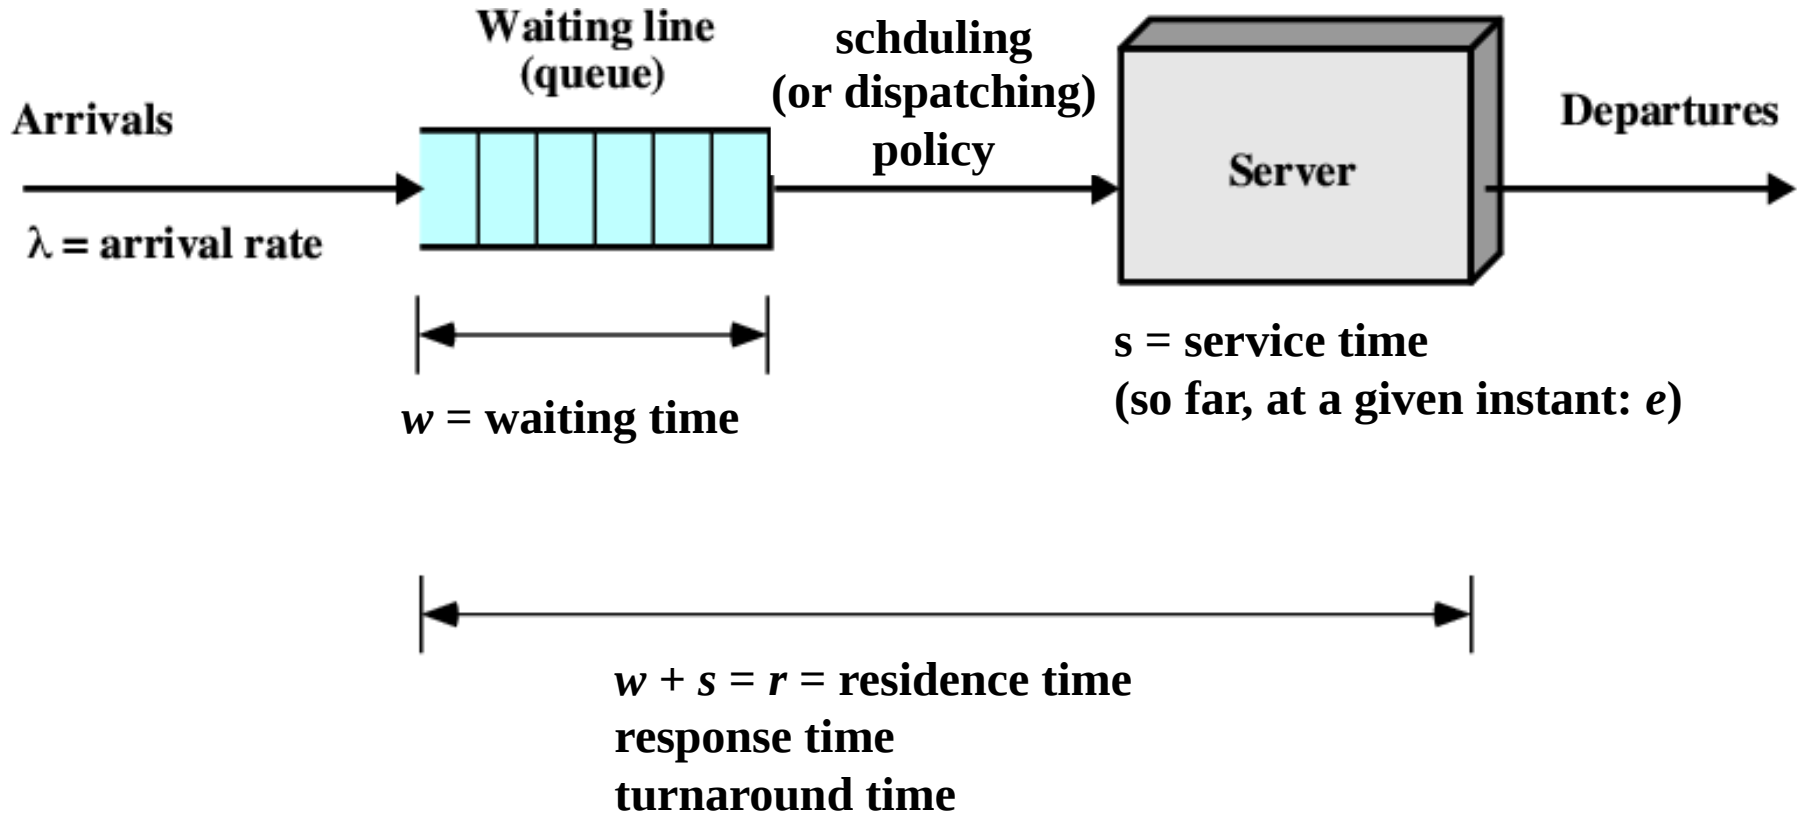 Waiting line
(queue)
schduling
(or dispatching)
policy
Arrivals
Departures
Server
λ = arrival rate
s = service time
(so far, at a given instant: e)
w = waiting time
w + s = r = residence time
response time
turnaround time